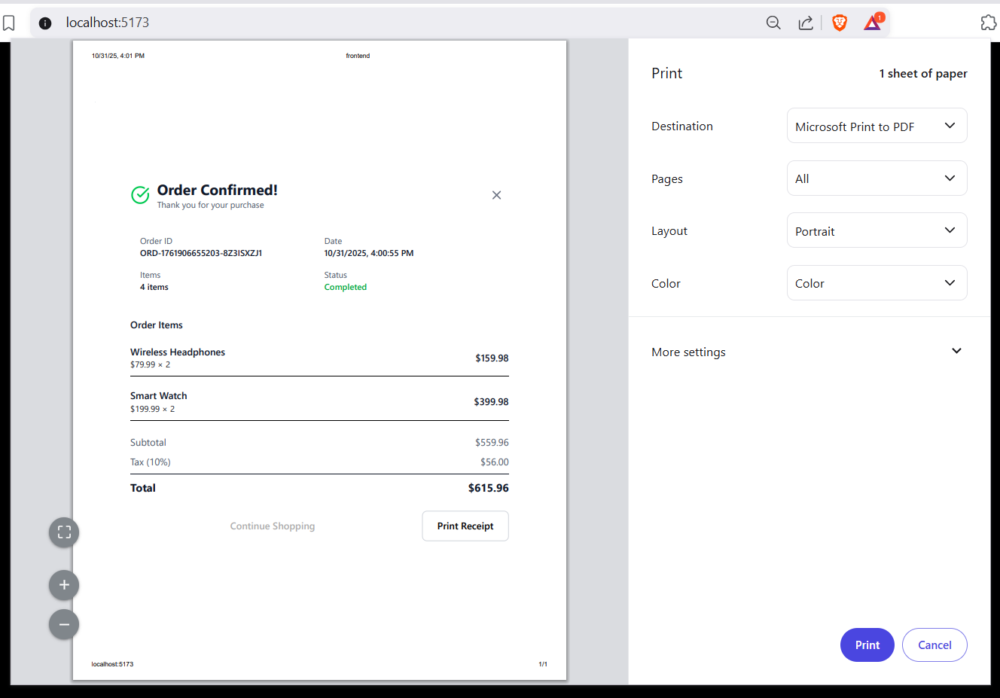 localhost:5173
1
10/31/25, 4:01 PM
frontend
Order Confirmed!
Thank you for your purchase
Order ID
Date
ORD-1761906655203-8Z3ISXZJ1
10/31/2025, 4:00:55 PM
Items
Status
4 items
Completed
Order Items
Wireless Headphones
$79.99 × 2
$159.98
Smart Watch
$199.99 × 2
$399.98
Subtotal
$559.96
Tax (10%)
$56.00
Total
$615.96
Continue Shopping
Print Receipt
localhost:5173
1/1
Print
1 sheet of paper
Destination
Microsoft Print to PDF
Pages
All
Layout
Portrait
Color
Color
More settings
Print
Cancel